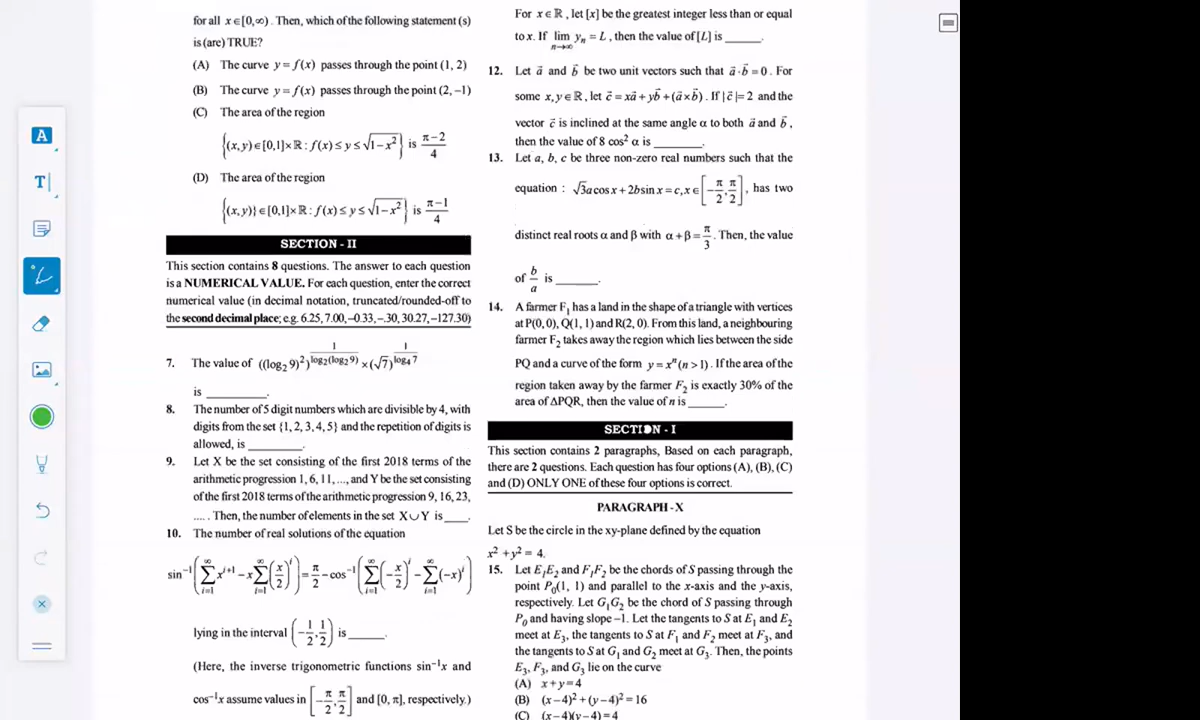 for all x∈[0,∞). Then, which of the following statement (s)
is (are) TRUE?
(A) The curve y = f(x) passes through the point (1, 2)
(B) The curve y = f(x) passes through the point (2, –1)
(C) The area of the region
{(x,y)∈[0,1]×ℝ : f(x) ≤ y ≤ √(1–x²)} is (π–2)/4
(D) The area of the region
{(x,y)}∈[0,1]×ℝ : f(x) ≤ y ≤ √(1–x²)} is (π–1)/4
SECTION - II
This section contains 8 questions. The answer to each question
is a NUMERICAL VALUE. For each question, enter the correct
numerical value (in decimal notation, truncated/rounded-off to
the second decimal place; e.g. 6.25, 7.00, –0.33, –.30, 30.27, –127.30)
7. The value of ((log₂ 9)²)^(1/(log₂(log₂ 9))) × (√7)^(1/(log₄ 7))
is ________.
8. The number of 5 digit numbers which are divisible by 4, with
digits from the set {1, 2, 3, 4, 5} and the repetition of digits is
allowed, is ________.
9. Let X be the set consisting of the first 2018 terms of the
arithmetic progression 1, 6, 11, ..., and Y be the set consisting
of the first 2018 terms of the arithmetic progression 9, 16, 23,
.... . Then, the number of elements in the set X∪Y is ____.
10. The number of real solutions of the equation
sin⁻¹(∑_{i=1}^{∞} x^{i+1} – x∑_{i=1}^{∞} (x/2)^i) = π/2 – cos⁻¹(∑_{i=1}^{∞} (–x/2)^i – ∑_{i=1}^{∞} (–x)^i)
lying in the interval (–1/2, 1/2) is ______.
(Here, the inverse trigonometric functions sin⁻¹x and
cos⁻¹x assume values in [–π/2, π/2] and [0, π], respectively.)
For x∈ℝ, let [x] be the greatest integer less than or equal
to x. If lim_{n→∞} yₙ = L, then the value of [L] is ______.
12. Let a⃗ and b⃗ be two unit vectors such that a⃗·b⃗ = 0. For
some x, y∈ℝ, let c⃗ = xa⃗ + yb⃗ + (a⃗×b⃗). If |c⃗| = 2 and the
vector c⃗ is inclined at the same angle α to both a⃗ and b⃗,
then the value of 8 cos² α is ________.
13. Let a, b, c be three non-zero real numbers such that the
equation : √3a cos x + 2b sin x = c, x∈[–π/2, π/2], has two
distinct real roots α and β with α + β = π/3. Then, the value
of b/a is ______.
14. A farmer F₁ has a land in the shape of a triangle with vertices
at P(0, 0), Q(1, 1) and R(2, 0). From this land, a neighbouring
farmer F₂ takes away the region which lies between the side
PQ and a curve of the form y = xⁿ (n > 1). If the area of the
region taken away by the farmer F₂ is exactly 30% of the
area of ΔPQR, then the value of n is ______.
SECTION - I
This section contains 2 paragraphs, Based on each paragraph,
there are 2 questions. Each question has four options (A), (B), (C)
and (D) ONLY ONE of these four options is correct.
PARAGRAPH - X
Let S be the circle in the xy-plane defined by the equation
x² + y² = 4.
15. Let E₁E₂ and F₁F₂ be the chords of S passing through the
point P₀(1, 1) and parallel to the x-axis and the y-axis,
respectively. Let G₁G₂ be the chord of S passing through
P₀ and having slope –1. Let the tangents to S at E₁ and E₂
meet at E₃, the tangents to S at F₁ and F₂ meet at F₃, and
the tangents to S at G₁ and G₂ meet at G₃. Then, the points
E₃, F₃, and G₃ lie on the curve
(A) x + y = 4
(B) (x – 4)² + (y – 4)² = 16
(C) (x – 4)(y – 4) = 4